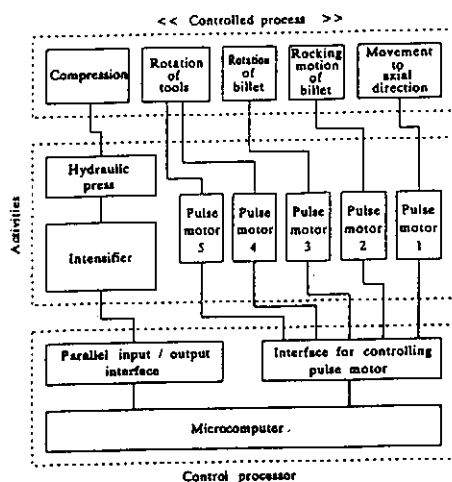 << Controlled process >>
Compression
Rotation
of
tools
Rotation
of
billet
Rocking
motion of
billet
Movement
to
axial
direction
Activities
Hydraulic
press
Intensifier
Pulse
motor
5
Pulse
motor
4
Pulse
motor
3
Pulse
motor
2
Pulse
motor
1
Parallel input / output
interface
Interface for controlling
pulse motor
Microcomputer
Control processor